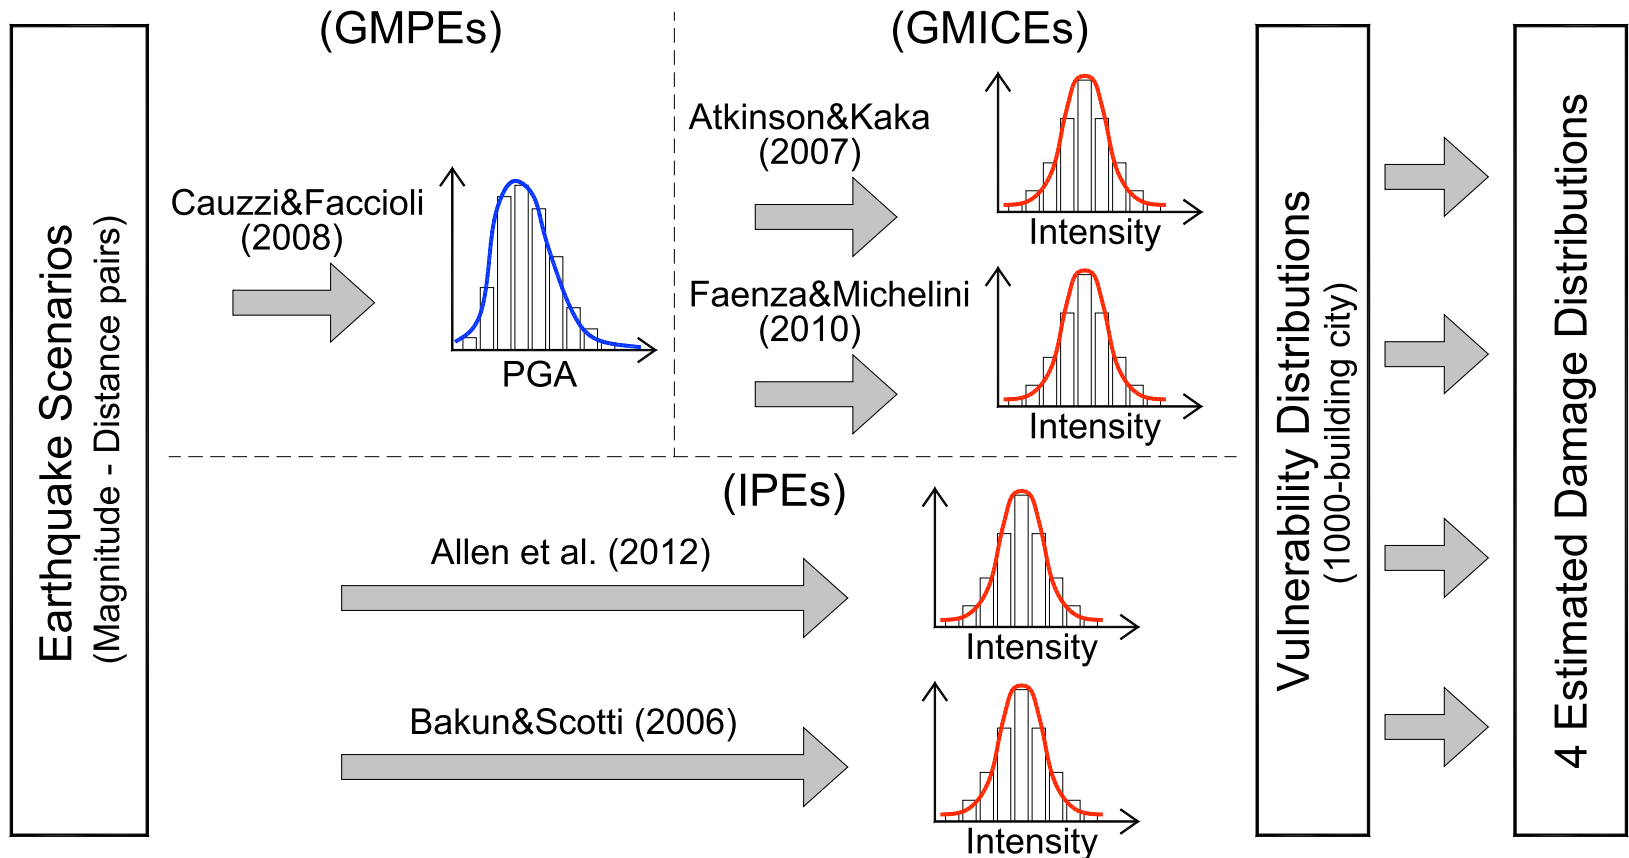 Earthquake Scenarios
(Magnitude - Distance pairs)
(GMPEs)
Cauzzi&Faccioli
(2008)
PGA
(GMICEs)
Atkinson&Kaka
(2007)
Intensity
Faenza&Michelini
(2010)
Intensity
(IPEs)
Allen et al. (2012)
Intensity
Bakun&Scotti (2006)
Intensity
Vulnerability Distributions
(1000-building city)
4 Estimated Damage Distributions